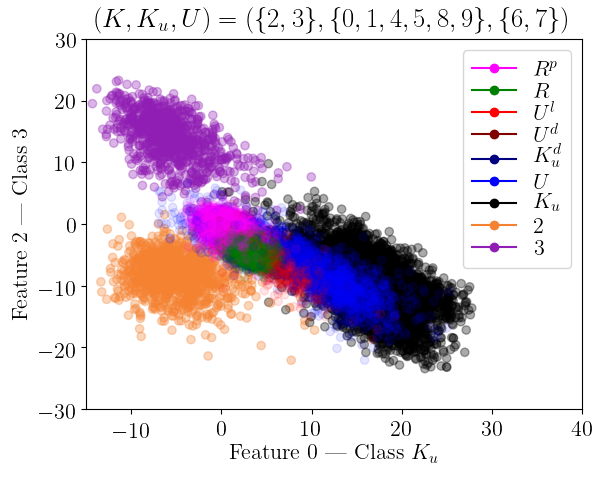 (K, K_u, U) = ({2, 3}, {0, 1, 4, 5, 8, 9}, {6, 7})
30
20
10
0
−10
−20
−30
Feature 2 — Class 3
R^p
R
U^l
U^d
K_u^d
U
K_u
2
3
−10
0
10
20
30
40
Feature 0 — Class K_u